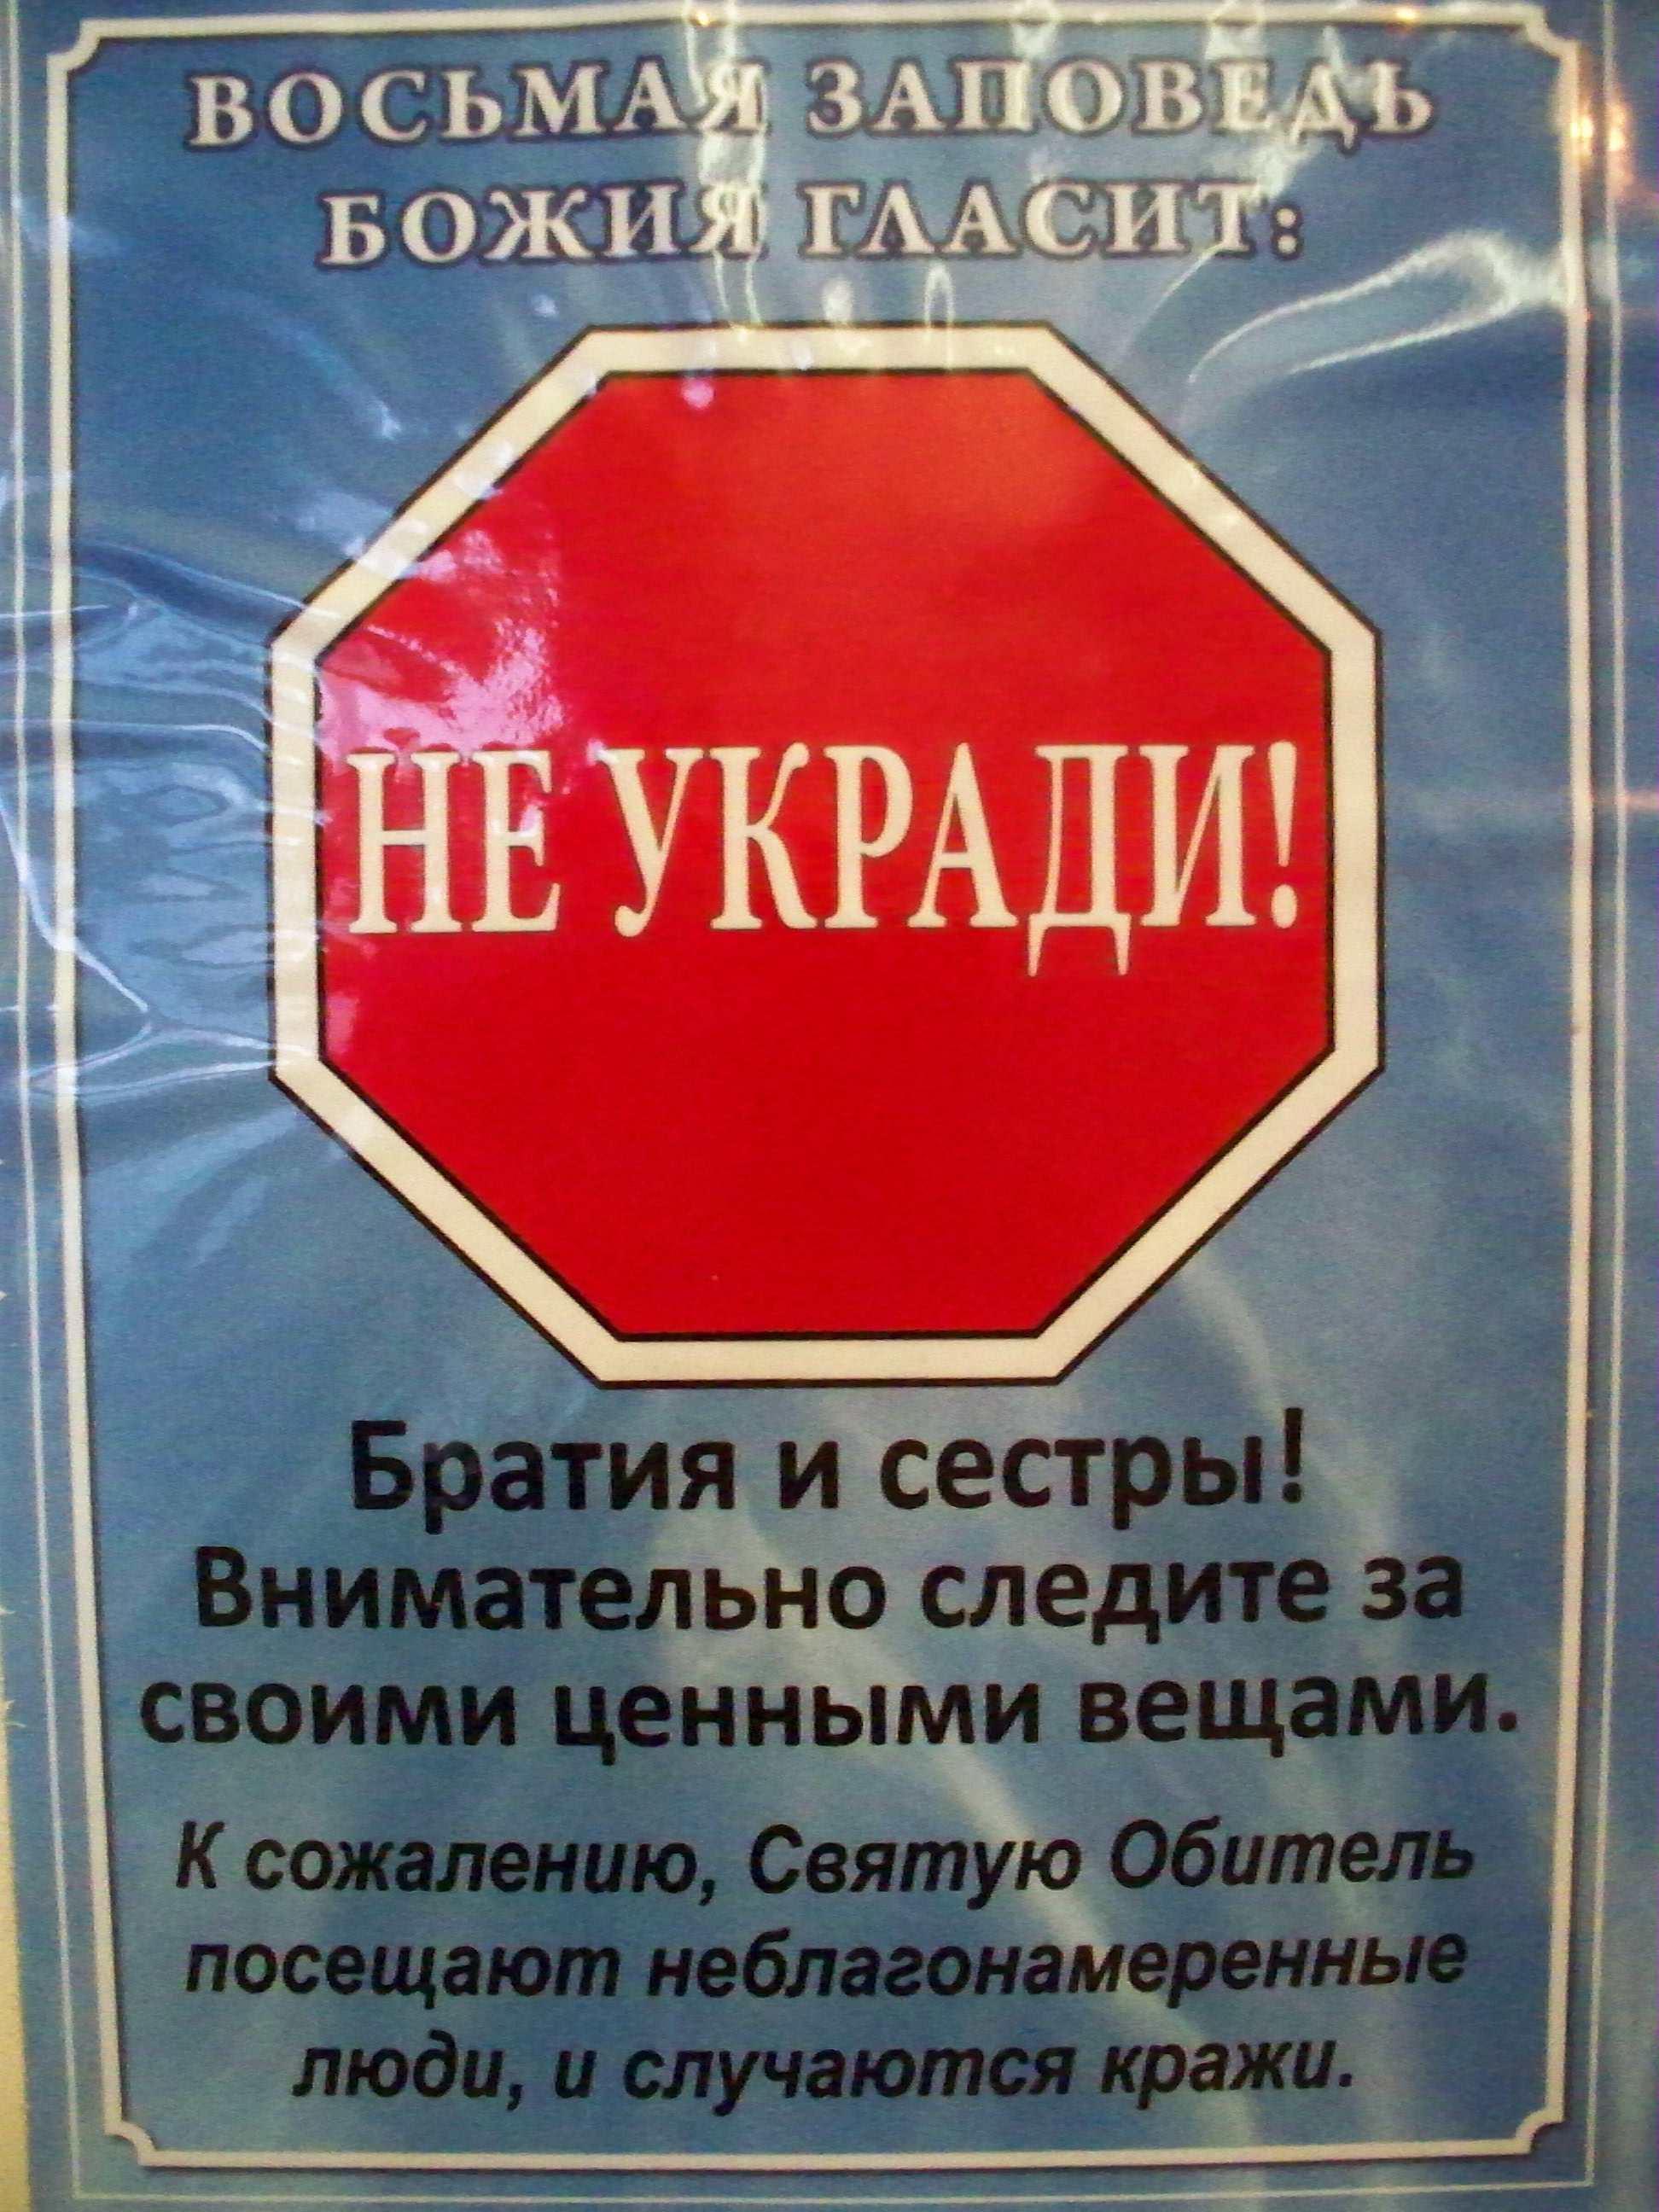 ВОСЬМАЯ ЗАПОВЕДЬ
БОЖИЯ ГЛАСИТ:
НЕ УКРАДИ!
Братия и сестры!
Внимательно следите за
своими ценными вещами.
К сожалению, Святую Обитель
посещают неблагонамеренные
люди, и случаются кражи.